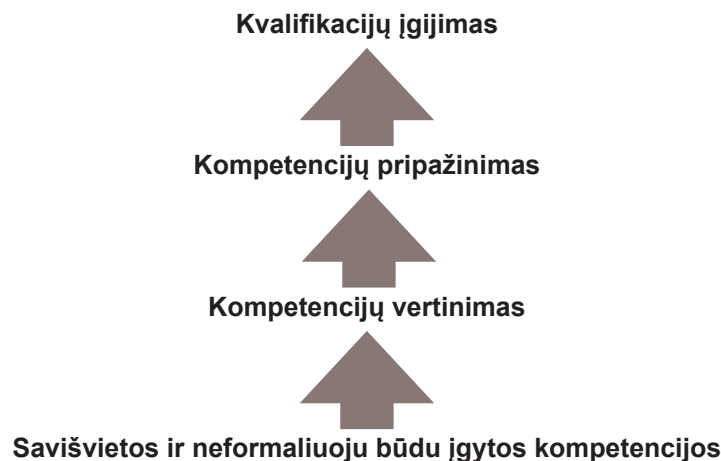 Kvalifikacijų įgijimas
Kompetencijų pripažinimas
Kompetencijų vertinimas
Savišvietos ir neformaliuoju būdu įgytos kompetencijos